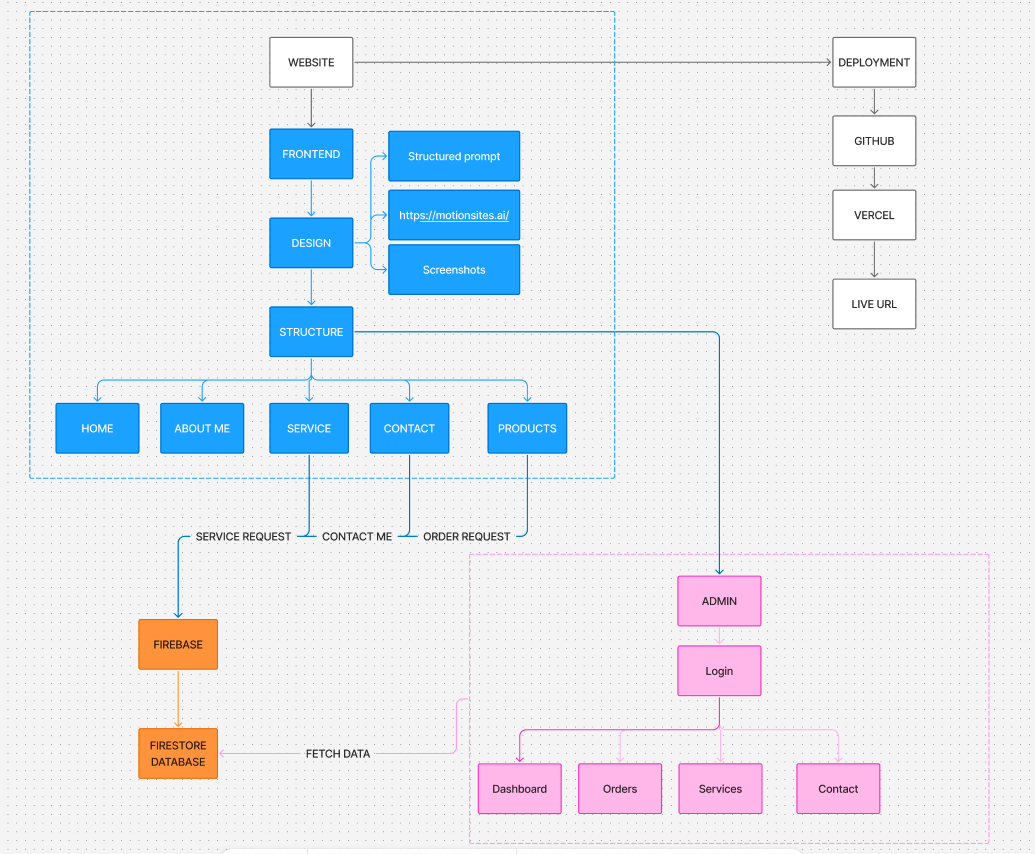 WEBSITE
DEPLOYMENT
FRONTEND
Structured prompt
GITHUB
https://motionsites.ai/
VERCEL
DESIGN
Screenshots
LIVE URL
STRUCTURE
HOME
ABOUT ME
SERVICE
CONTACT
PRODUCTS
SERVICE REQUEST
CONTACT ME
ORDER REQUEST
ADMIN
FIREBASE
Login
FIRESTORE
DATABASE
FETCH DATA
Dashboard
Orders
Services
Contact